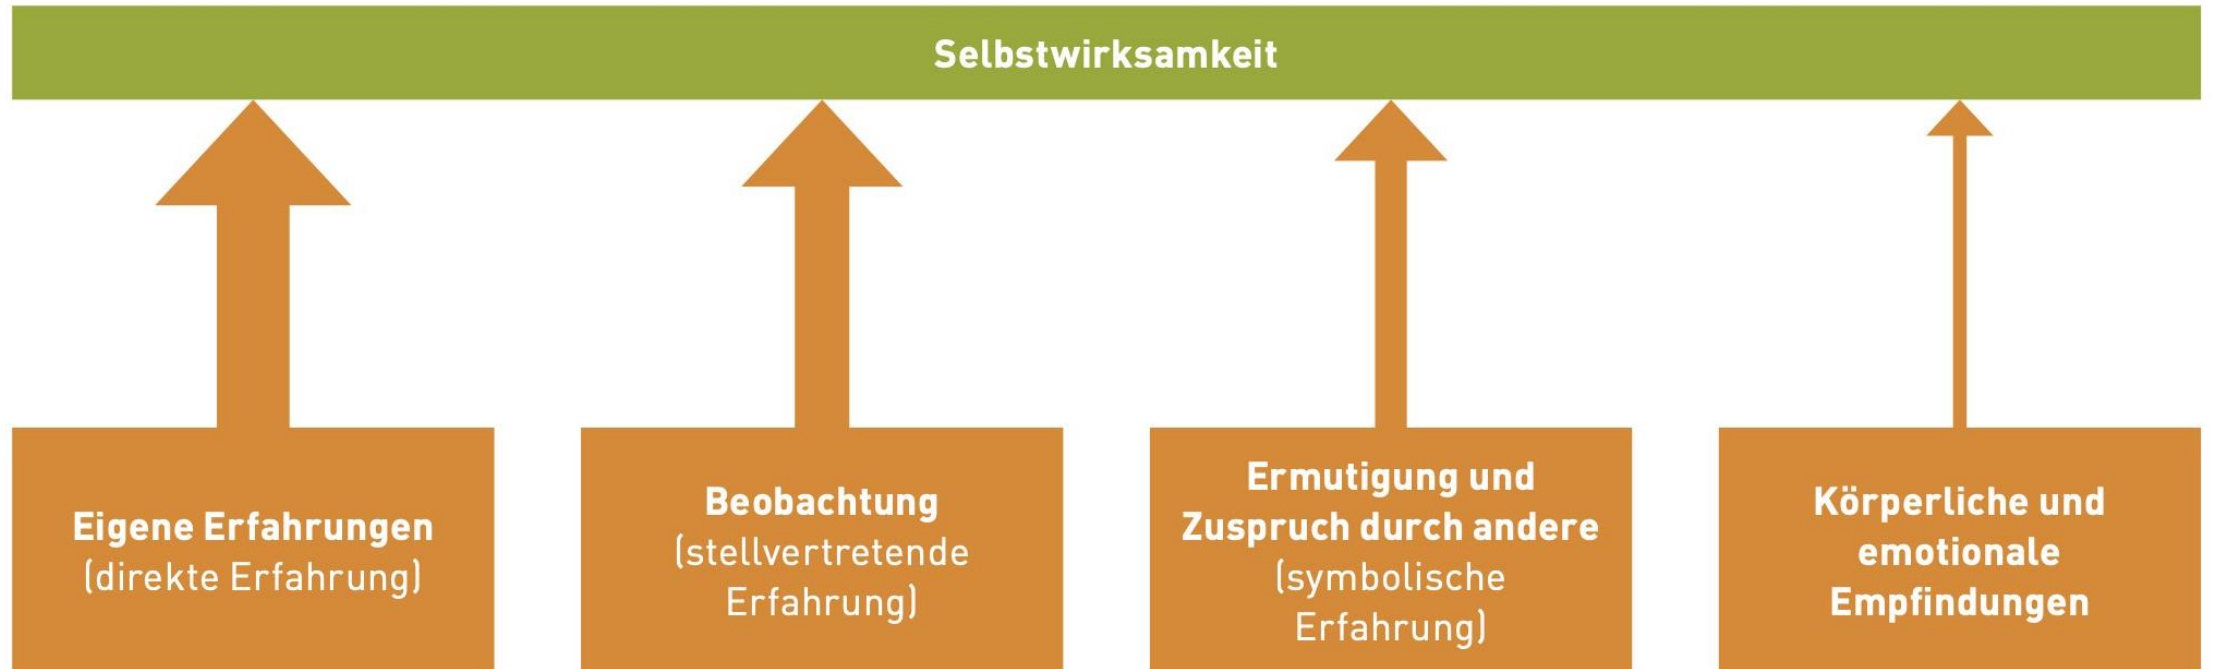 Selbstwirksamkeit
Eigene Erfahrungen
(direkte Erfahrung)
Beobachtung
(stellvertretende
Erfahrung)
Ermutigung und
Zuspruch durch andere
(symbolische
Erfahrung)
Körperliche und
emotionale
Empfindungen